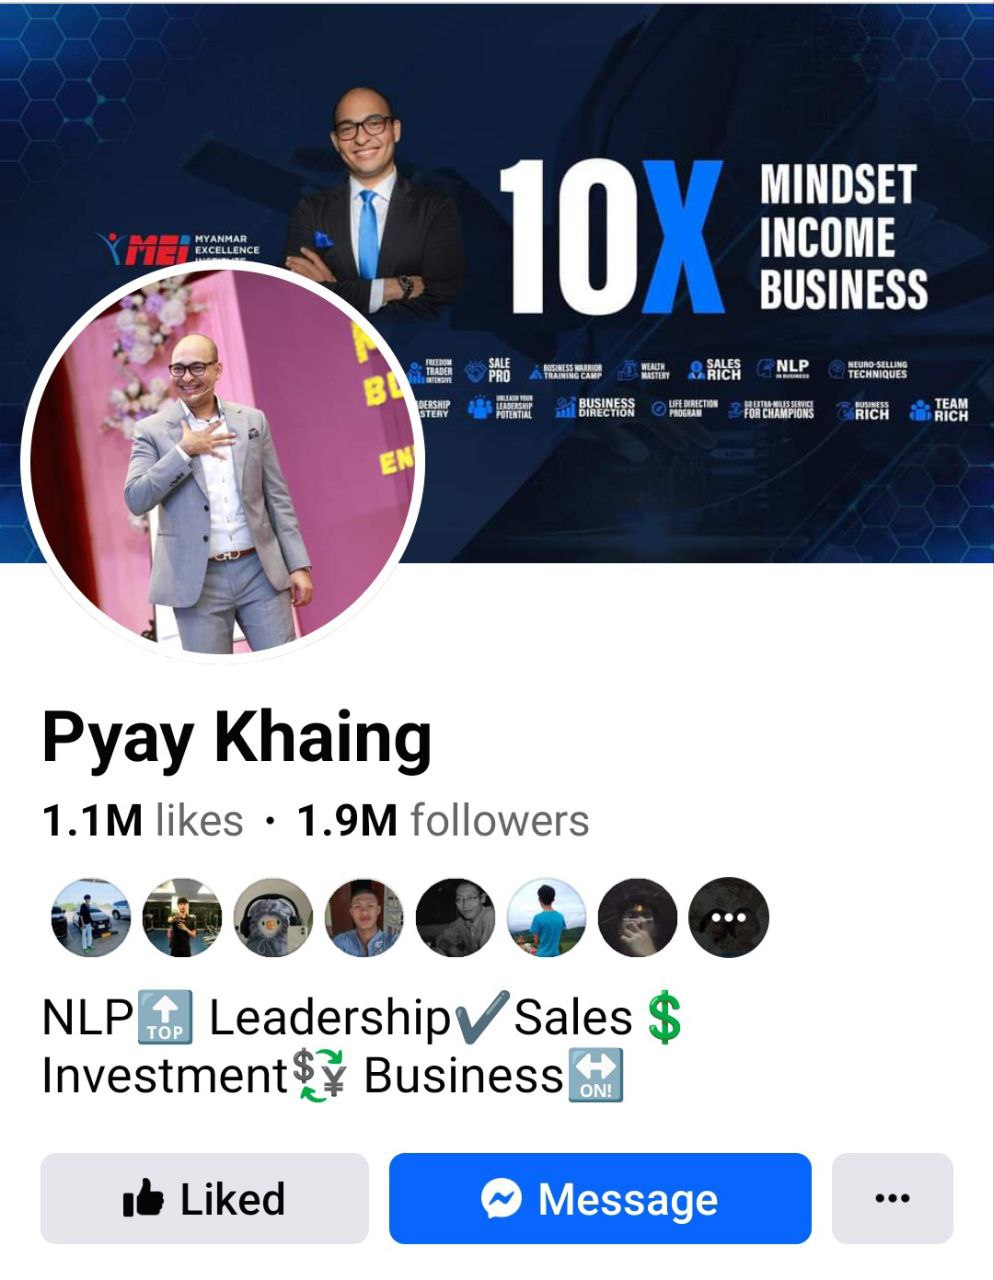 MEI
MYANMAR
EXCELLENCE
10X
MINDSET
INCOME
BUSINESS
FREEDOM
TRADER
INTENSIVE
SALE
PRO
BUSINESS WARRIOR
TRAINING CAMP
WEALTH
MASTERY
SALES
RICH
NLP
IN BUSINESS
NEURO-SELLING
TECHNIQUES
DERSHIP
STERY
UNLEASH YOUR
LEADERSHIP
POTENTIAL
BUSINESS
DIRECTION
LIFE DIRECTION
PROGRAM
GO EXTRA-MILES SERVICE
FOR CHAMPIONS
BUSINESS
RICH
TEAM
RICH
BU
EN
Pyay Khaing
1.1M likes · 1.9M followers
NLP🔝 Leadership✔️Sales💲
Investment💱 Business🔛
Liked
Message